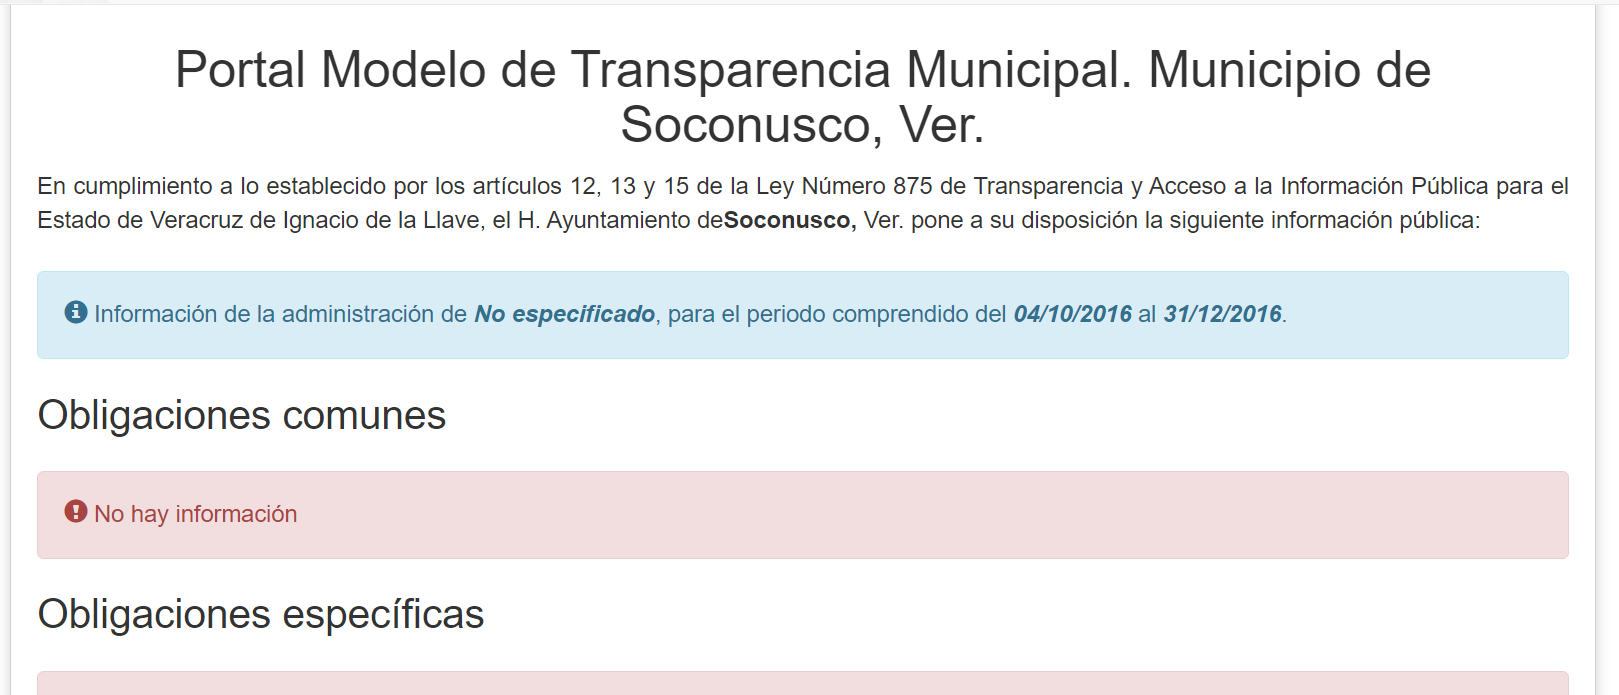 Portal Modelo de Transparencia Municipal. Municipio de
Soconusco, Ver.
En cumplimiento a lo establecido por los artículos 12, 13 y 15 de la Ley Número 875 de Transparencia y Acceso a la Información Pública para el
Estado de Veracruz de Ignacio de la Llave, el H. Ayuntamiento deSoconusco, Ver. pone a su disposición la siguiente información pública:
Información de la administración de No especificado, para el periodo comprendido del 04/10/2016 al 31/12/2016.
Obligaciones comunes
No hay información
Obligaciones específicas